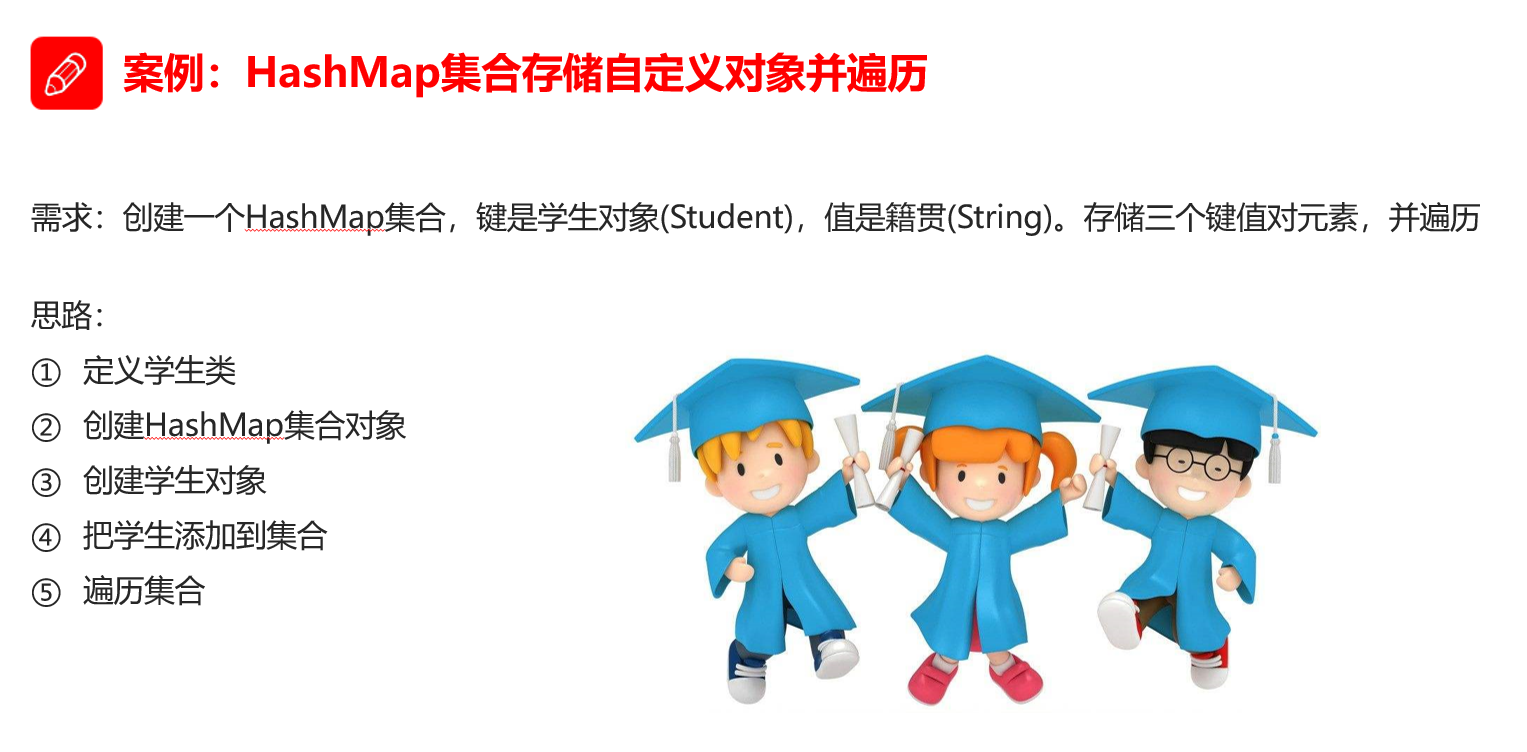 案例：HashMap集合存储自定义对象并遍历
需求：创建一个HashMap集合，键是学生对象(Student)，值是籍贯(String)。存储三个键值对元素，并遍历
思路：
① 定义学生类
② 创建HashMap集合对象
③ 创建学生对象
④ 把学生添加到集合
⑤ 遍历集合